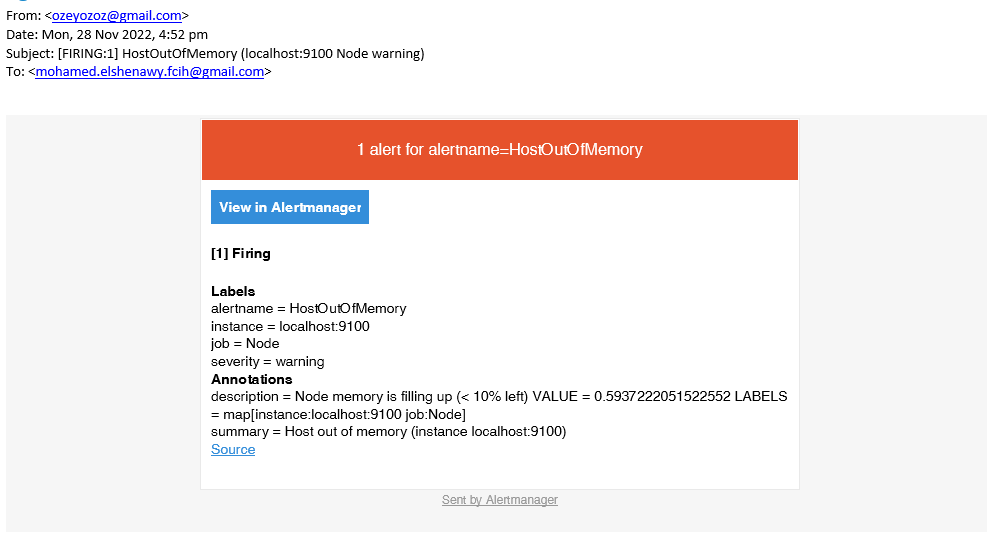 From: <ozeyozoz@gmail.com>
Date: Mon, 28 Nov 2022, 4:52 pm
Subject: [FIRING:1] HostOutOfMemory (localhost:9100 Node warning)
To: <mohamed.elshenawy.fcih@gmail.com>
1 alert for alertname=HostOutOfMemory
View in Alertmanager
[1] Firing
Labels
alertname = HostOutOfMemory
instance = localhost:9100
job = Node
severity = warning
Annotations
description = Node memory is filling up (< 10% left) VALUE = 0.5937222051522552 LABELS
= map[instance:localhost:9100 job:Node]
summary = Host out of memory (instance localhost:9100)
Source
Sent by Alertmanager